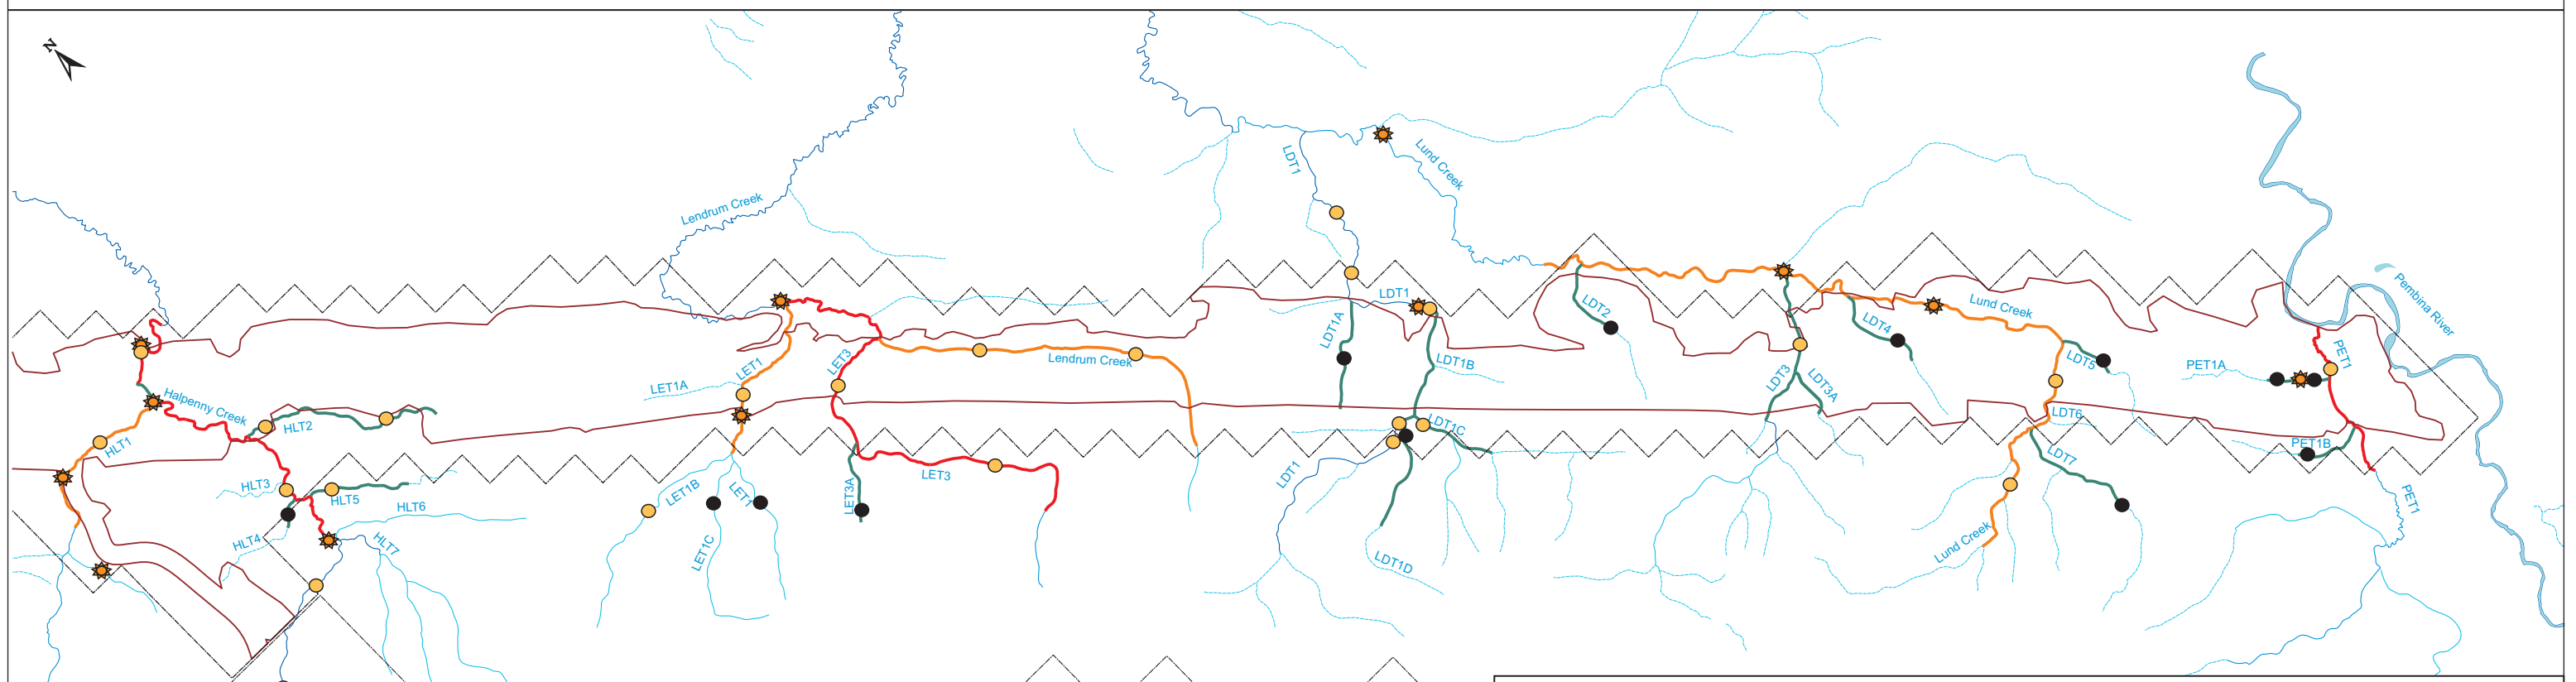 N
Lendrum Creek
LDT1
Lund Creek
Pembina River
LDT1
LDT2
Lund Creek
LDT4
LDT1A
LDT1B
LET3
Lendrum Creek
LET1
LET1A
LDT5
PET1A
PET1
LDT3
LDT3A
Halpenny Creek
HLT2
HLT1
LDT1C
LDT6
PET1B
LDT7
LET3
LDT1
HLT3
HLT5
HLT6
LET1B
LET1
LET3A
PET1
HLT4
HLT7
LET1C
LDT1D
Lund Creek